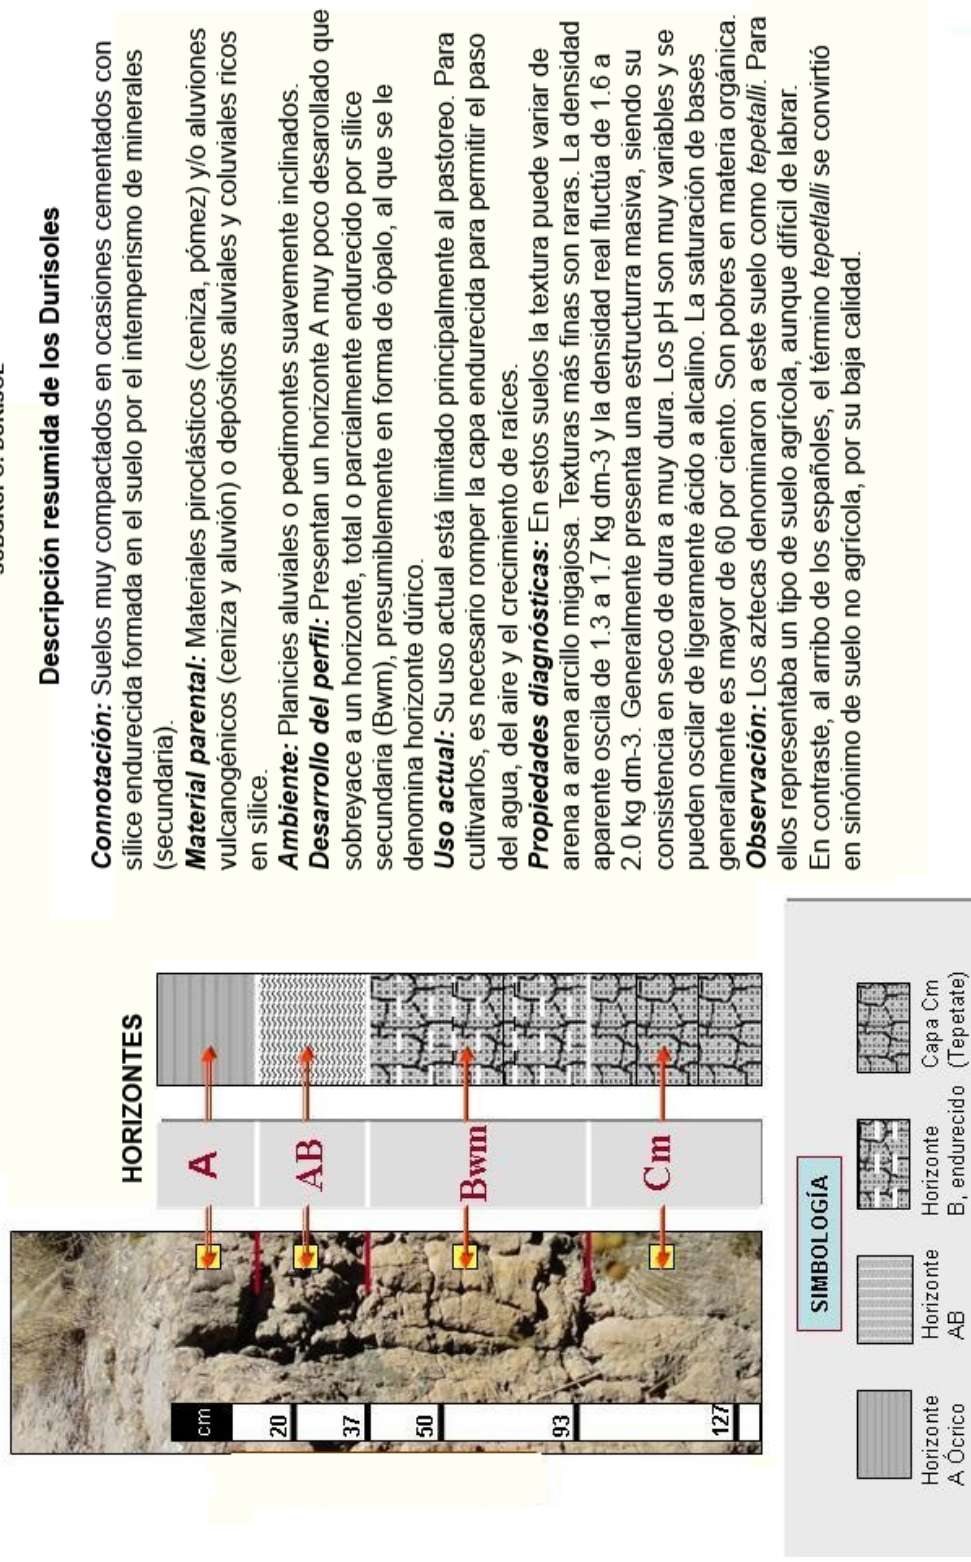 Descripción resumida de los Durisoles
Connotación: Suelos muy compactados en ocasiones cementados con
sílice endurecida formada en el suelo por el intemperismo de minerales
(secundaria).
Material parental: Materiales piroclásticos (ceniza, pómez) y/o aluviones
vulcanogénicos (ceniza y aluvión) o depósitos aluviales y coluviales ricos
en sílice.
Ambiente: Planicies aluviales o pedimontes suavemente inclinados.
Desarrollo del perfil: Presentan un horizonte A muy poco desarollado que
sobreyace a un horizonte, total o parcialmente endurecido por sílice
secundaria (Bwm), presumiblemente en forma de ópalo, al que se le
denomina horizonte dúrico.
Uso actual: Su uso actual está limitado principalmente al pastoreo. Para
cultivarlos, es necesario romper la capa endurecida para permitir el paso
del agua, del aire y el crecimiento de raíces.
Propiedades diagnósticas: En estos suelos la textura puede variar de
arena a arena arcillo migajosa. Texturas más finas son raras. La densidad
aparente oscila de 1.3 a 1.7 kg dm-3 y la densidad real fluctúa de 1.6 a
2.0 kg dm-3. Generalmente presenta una estructurra masiva, siendo su
consistencia en seco de dura a muy dura. Los pH son muy variables y se
pueden oscilar de ligeramente ácido a alcalino. La saturación de bases
generalmente es mayor de 60 por ciento. Son pobres en materia orgánica.
Observación: Los aztecas denominaron a este suelo como tepetalli. Para
ellos representaba un tipo de suelo agrícola, aunque difícil de labrar.
En contraste, al arribo de los españoles, el término tepetlalli se convirtió
en sinónimo de suelo no agrícola, por su baja calidad.
HORIZONTES
cm
20
37
50
93
127
A
AB
Bwm
Cm
SIMBOLOGÍA
Horizonte
A Ócrico
Horizonte
AB
Horizonte
B, endurecido
Capa Cm
(Tepetate)